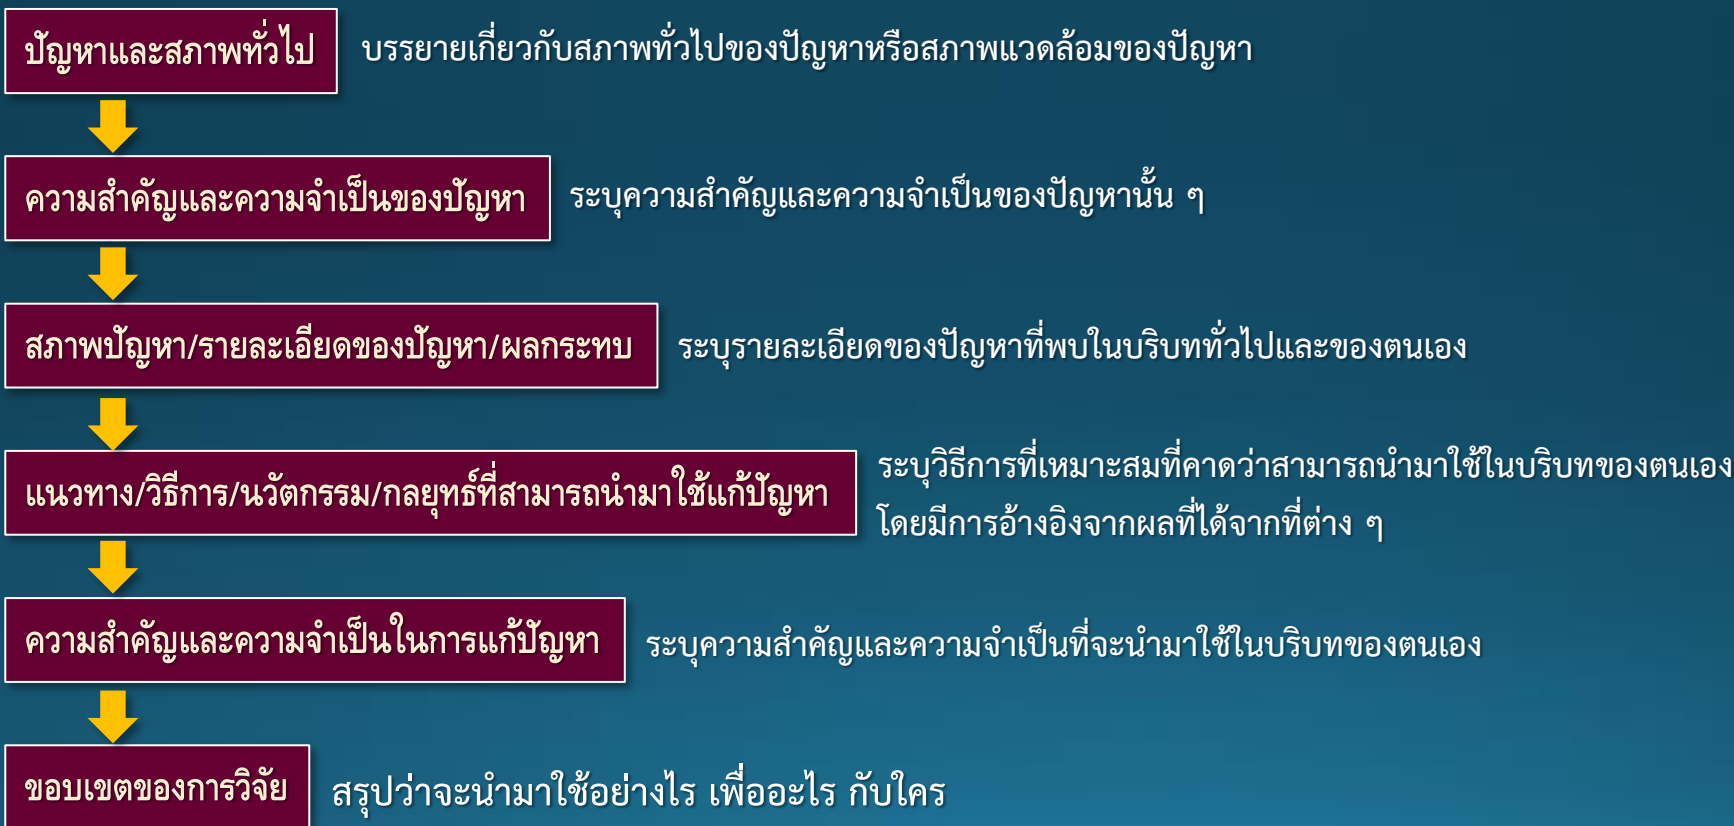 ปัญหาและสภาพทั่วไป
บรรยายเกี่ยวกับสภาพทั่วไปของปัญหาหรือสภาพแวดล้อมของปัญหา
ความสำคัญและความจำเป็นของปัญหา
ระบุความสำคัญและความจำเป็นของปัญหานั้น ๆ
สภาพปัญหา/รายละเอียดของปัญหา/ผลกระทบ
ระบุรายละเอียดของปัญหาที่พบในบริบททั่วไปและของตนเอง
แนวทาง/วิธีการ/นวัตกรรม/กลยุทธ์ที่สามารถนำมาใช้แก้ปัญหา
ระบุวิธีการที่เหมาะสมที่คาดว่าสามารถนำมาใช้ในบริบทของตนเอง
โดยมีการอ้างอิงจากผลที่ได้จากที่ต่าง ๆ
ความสำคัญและความจำเป็นในการแก้ปัญหา
ระบุความสำคัญและความจำเป็นที่จะนำมาใช้ในบริบทของตนเอง
ขอบเขตของการวิจัย
สรุปว่าจะนำมาใช้อย่างไร เพื่ออะไร กับใคร